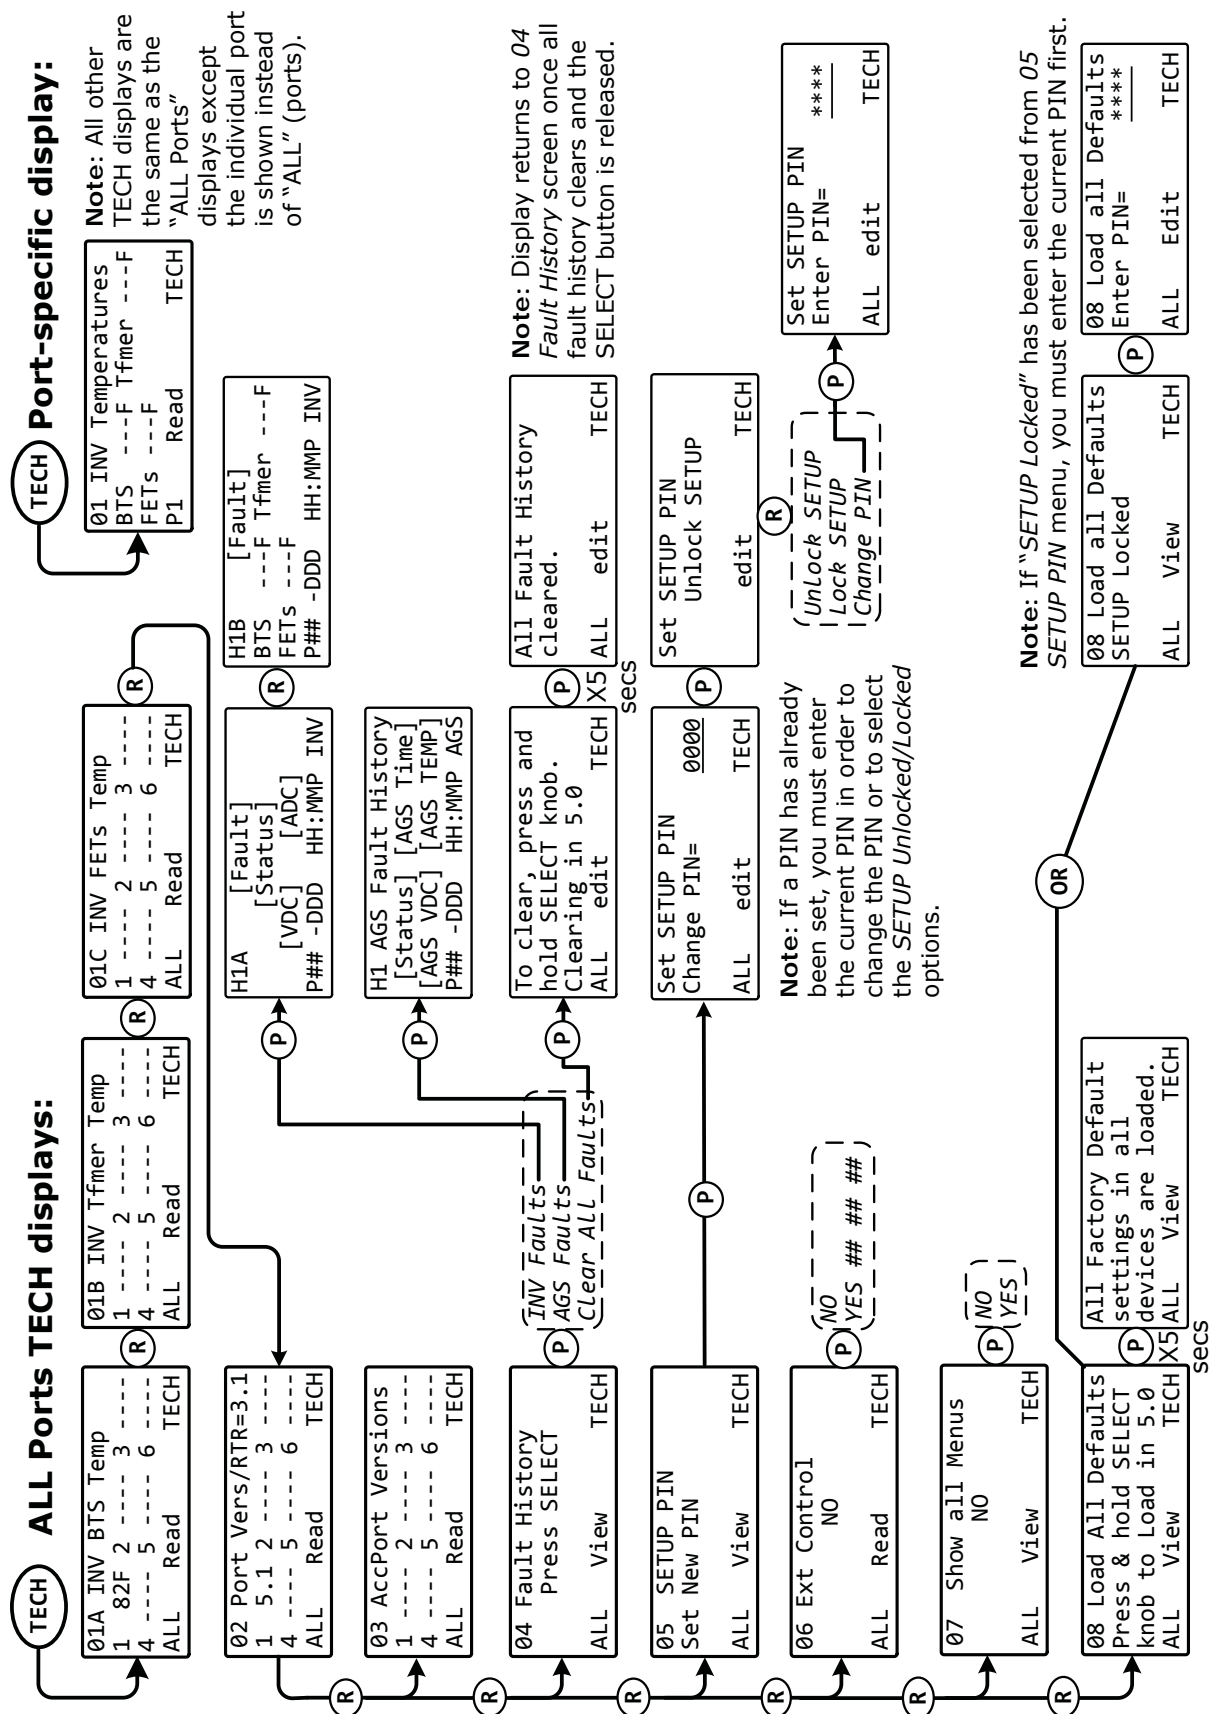 TECH
ALL Ports TECH displays:
01A INV BTS Temp
1 82F 2 ---- 3 ----
4 ---- 5 ---- 6 ----
ALL Read TECH
R
01B INV Tfmer Temp
1 ---- 2 ---- 3 ----
4 ---- 5 ---- 6 ----
ALL Read TECH
R
01C INV FETs Temp
1 ---- 2 ---- 3 ----
4 ---- 5 ---- 6 ----
ALL Read TECH
R
TECH
Port-specific display:
01 INV Temperatures
BTS ---F Tfmer ---F
FETs ---F
P1 Read TECH
Note: All other
TECH displays are
the same as the
“ALL Ports”
displays except
the individual port
is shown instead
of “ALL” (ports).
02 Port Vers/RTR=3.1
1 5.1 2 ---- 3 ----
4 ---- 5 ---- 6 ----
ALL Read TECH
R
03 AccPort Versions
1 ---- 2 ---- 3 ----
4 ---- 5 ---- 6 ----
ALL Read TECH
R
04 Fault History
Press SELECT
ALL View TECH
P
INV Faults
AGS Faults
Clear All Faults
P
H1A [Fault]
[Status]
[VDC] [ADC]
P## -DDD HH:MMP INV
R
H1B [Fault]
BTS ---F Tfmer ---F
FETs ---F
P## -DDD HH:MMP INV
P
H1 AGS Fault History
[Status] [AGS Time]
[AGS VDC] [AGS TEMP]
P## -DDD HH:MMP AGS
P
To clear, press and
hold SELECT knob.
Clearing in 5.0
ALL edit TECH
P
X5
secs
All Fault History
cleared.
ALL edit TECH
Note: Display returns to 04
Fault History screen once all
fault history clears and the
SELECT button is released.
R
05 SETUP PIN
Set New PIN
ALL View TECH
P
Set SETUP PIN
Change PIN= 0000
ALL edit TECH
P
Set SETUP PIN
Unlock SETUP
edit TECH
R
Unlock SETUP
Lock SETUP
Change PIN
P
Set SETUP PIN
Enter PIN= ****
ALL edit TECH
Note: If a PIN has already
been set, you must enter
the current PIN in order to
change the PIN or to select
the SETUP Unlocked/Locked
options.
R
06 Ext Control
NO
ALL Read TECH
P
NO
YES ## ## ##
R
07 Show all Menus
NO
ALL View TECH
P
NO
YES
R
08 Load All Defaults
Press & hold SELECT
knob to Load in 5.0
ALL View TECH
P
X5
secs
All Factory Default
settings in all
devices are loaded.
ALL View TECH
OR
Note: If “SETUP Locked” has been selected from 05
SETUP PIN menu, you must enter the current PIN first.
08 Load all Defaults
SETUP Locked
ALL View TECH
P
08 Load all Defaults
Enter PIN= ****
ALL Edit TECH